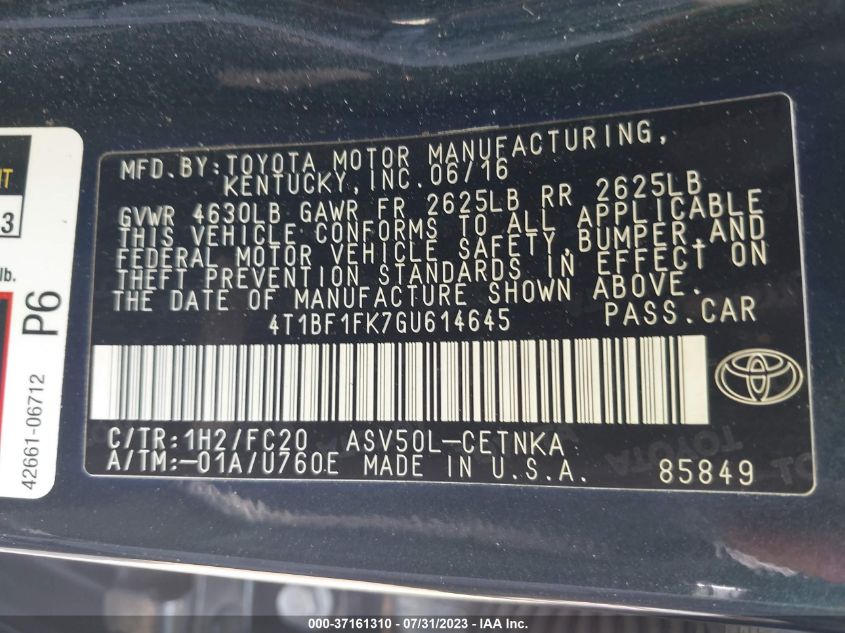 MFD. BY: TOYOTA MOTOR MANUFACTURING,
KENTUCKY, INC. 06/16
GVWR 4630LB GAWR FR 2625LB RR 2625LB
THIS VEHICLE CONFORMS TO ALL APPLICABLE
FEDERAL MOTOR VEHICLE SAFETY, BUMPER, AND
THEFT PREVENTION STANDARDS IN EFFECT ON
THE DATE OF MANUFACTURE SHOWN ABOVE.
4T1BF1FK7GU614645 PASS. CAR
C/TR: 1H2/FC20 ASV50L-CETNKA
A/TM: -01A/U760E MADE IN U.S.A. 85849
3
lb.
P6
42661-06712
TOYOTA
000-37161310 / 07/31/2023 - IAA Inc.